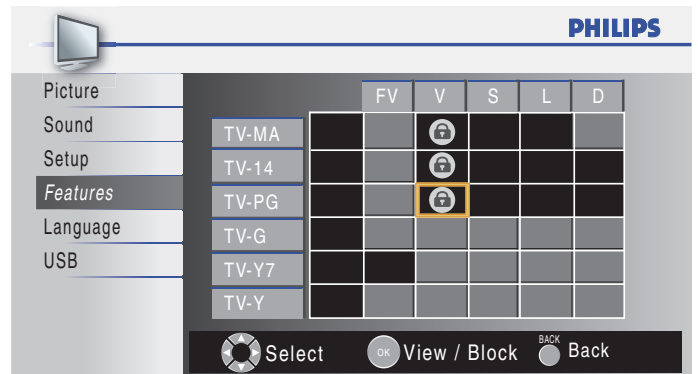 PHILIPS
Picture
Sound
Setup
Features
Language
USB
FV V S L D
TV-MA
TV-14
TV-PG
TV-G
TV-Y7
TV-Y
Select OK View / Block BACK Back